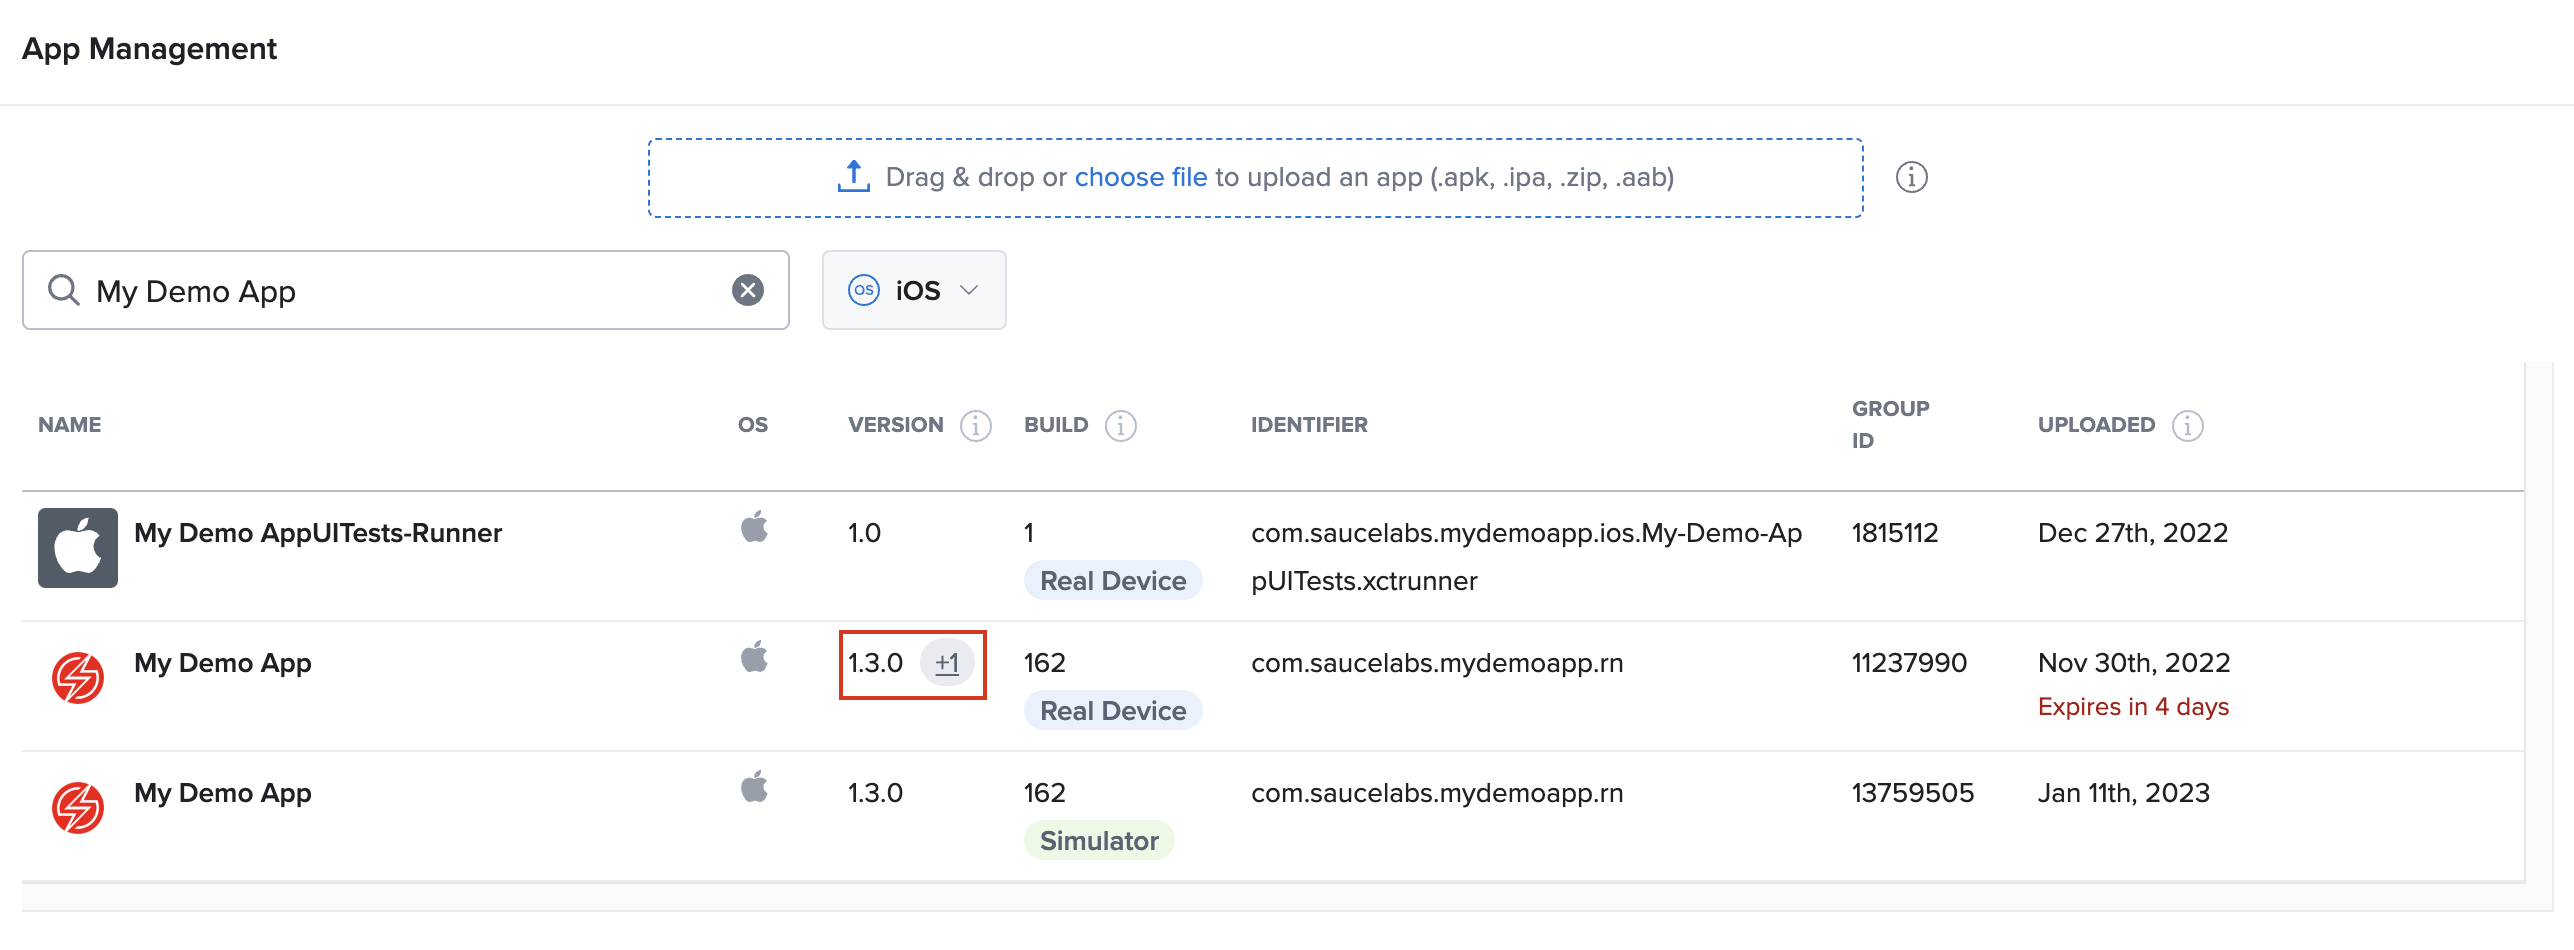 App Management
Drag & drop or choose file to upload an app (.apk, .ipa, .zip, .aab)
My Demo App
OS iOS
NAME OS VERSION BUILD IDENTIFIER GROUP ID UPLOADED
My Demo AppUITests-Runner 1.0 1 com.saucelabs.mydemoapp.ios.My-Demo-Ap 1815112 Dec 27th, 2022
Real Device pUITests.xctrunner
My Demo App 1.3.0 +1 162 com.saucelabs.mydemoapp.rn 11237990 Nov 30th, 2022
Real Device Expires in 4 days
My Demo App 1.3.0 162 com.saucelabs.mydemoapp.rn 13759505 Jan 11th, 2023
Simulator